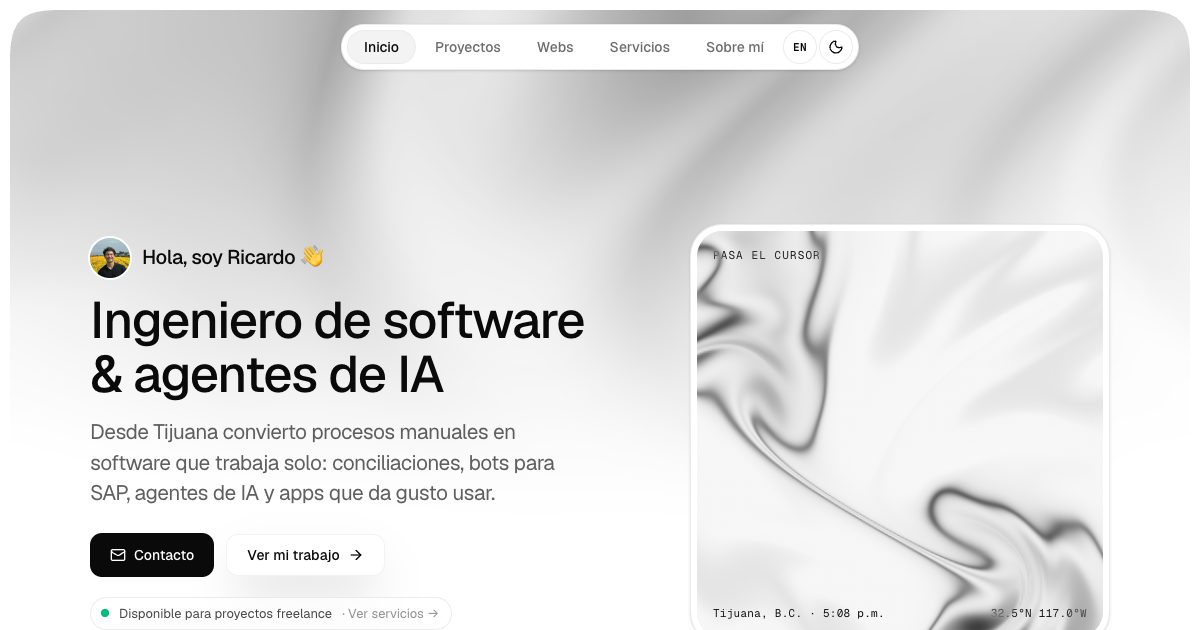 Inicio Proyectos Webs Servicios Sobre mí EN
Hola, soy Ricardo 👋
Ingeniero de software
& agentes de IA
Desde Tijuana convierto procesos manuales en
software que trabaja solo: conciliaciones, bots para
SAP, agentes de IA y apps que da gusto usar.
Contacto
Ver mi trabajo →
Disponible para proyectos freelance · Ver servicios →
PASA EL CURSOR
Tijuana, B.C. · 5:08 p.m.
32.5°N 117.0°W